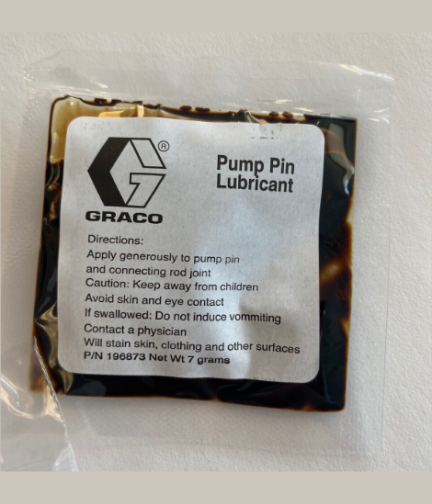 ®
Pump Pin
Lubricant
GRACO
Directions:
Apply generously to pump pin
and connecting rod joint
Caution: Keep away from children
Avoid skin and eye contact
If swallowed: Do not induce vommiting
Contact a physician
Will stain skin, clothing and other surfaces
P/N 196873 Net Wt 7 grams